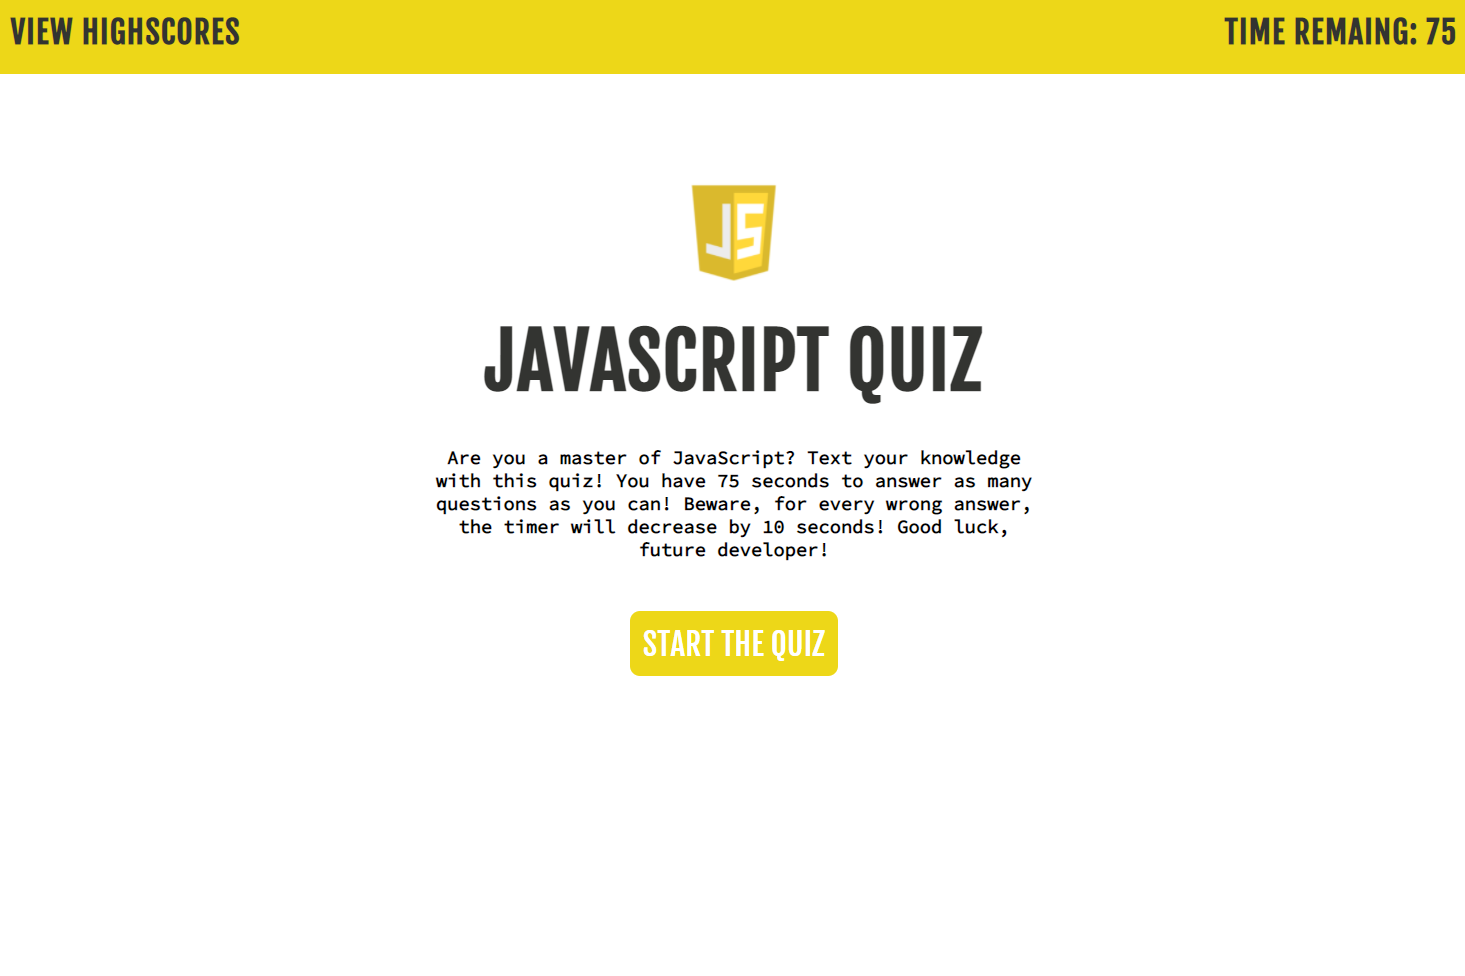 VIEW HIGHSCORES
TIME REMAING: 75
JS
JAVASCRIPT QUIZ
Are you a master of JavaScript? Text your knowledge
with this quiz! You have 75 seconds to answer as many
questions as you can! Beware, for every wrong answer,
the timer will decrease by 10 seconds! Good luck,
future developer!
START THE QUIZ